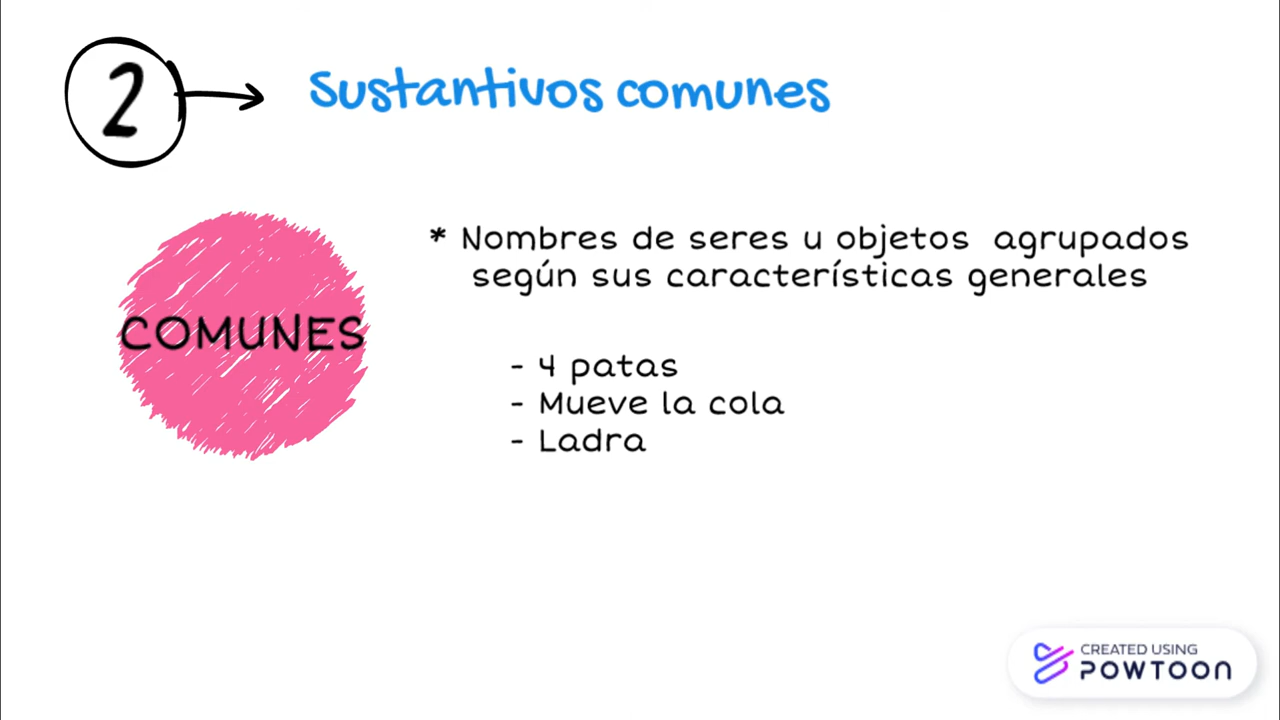 2
Sustantivos comunes
COMUNES
* Nombres de seres u objetos agrupados
según sus características generales
- 4 patas
- Mueve la cola
- Ladra
CREATED USING
POWTOON